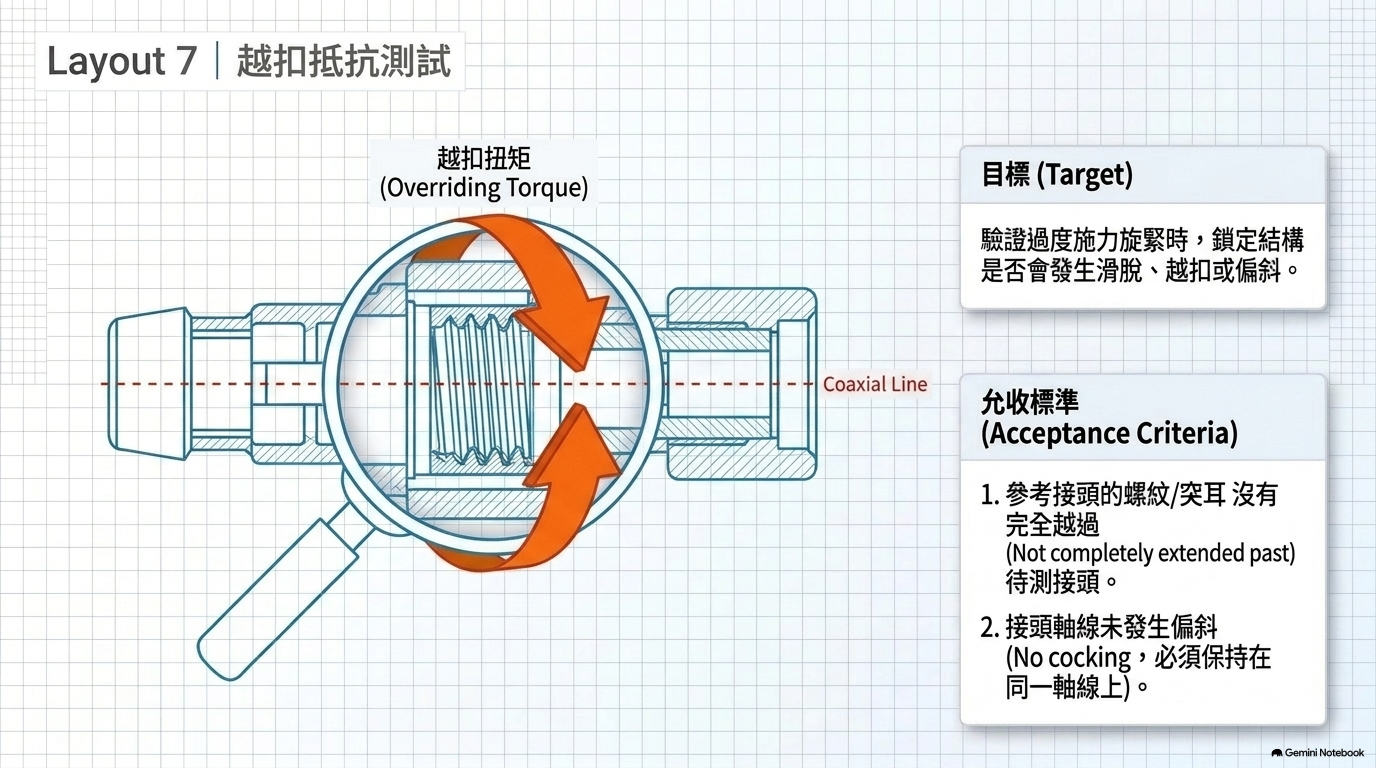 Layout 7 | 越扣抵抗測試
越扣扭矩
(Overriding Torque)
Coaxial Line
目標 (Target)
驗證過度施力旋緊時，鎖定結構
是否會發生滑脫、越扣或偏斜。
允收標準
(Acceptance Criteria)
1. 參考接頭的螺紋/突耳 沒有
完全越過
(Not completely extended past)
待測接頭。
2. 接頭軸線未發生偏斜
(No cocking，必須保持在
同一軸線上)。
Gemini Notebook